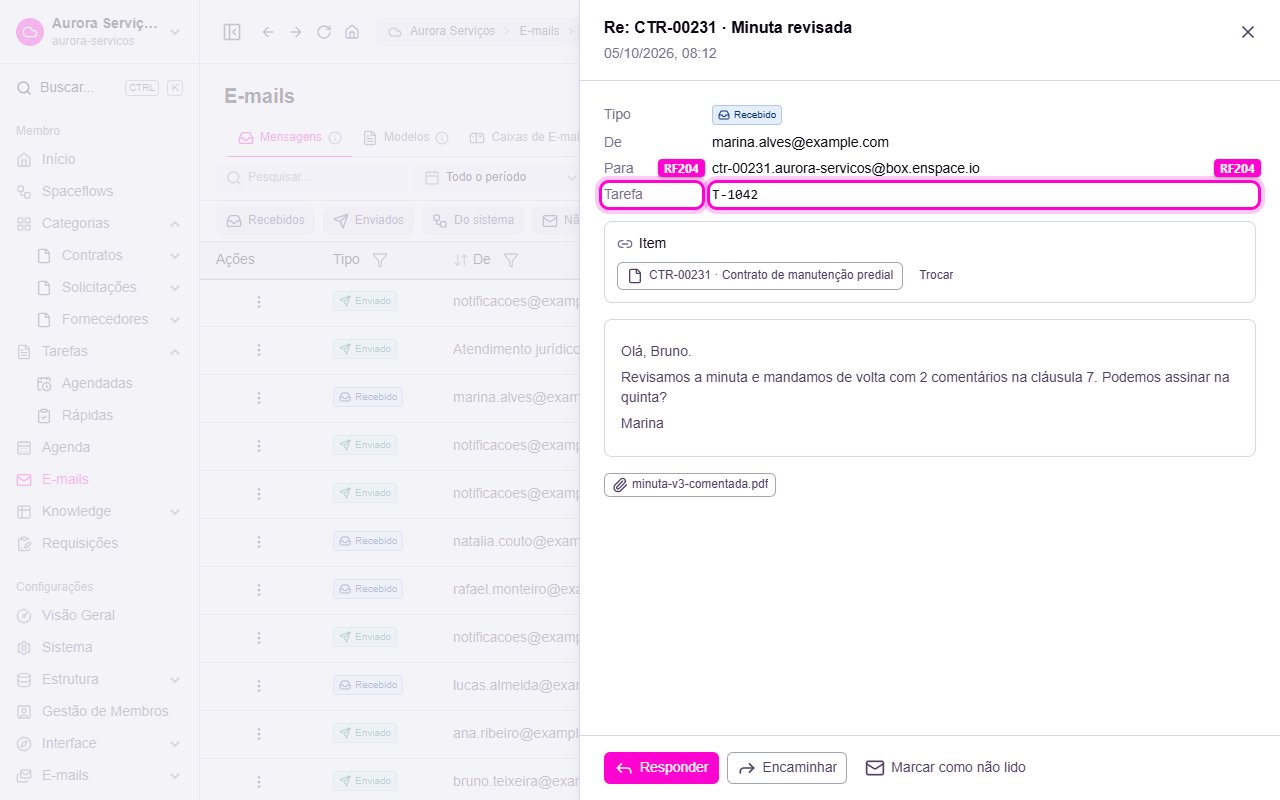 Aurora Serviç...
aurora-servicos
Buscar... CTRL K
Membro
Início
Spaceflows
Categorias
Contratos
Solicitações
Fornecedores
Tarefas
Agendadas
Rápidas
Agenda
E-mails
Knowledge
Requisições
Configurações
Visão Geral
Sistema
Estrutura
Gestão de Membros
Interface
E-mails
Aurora Serviços E-mails
E-mails
Mensagens Modelos Caixas de E-mai
Pesquisar... Todo o período
Recebidos Enviados Do sistema Nã
Ações Tipo De
Enviado notificacoes@examp
Enviado Atendimento jurídico
Recebido marina.alves@exam
Enviado notificacoes@examp
Enviado notificacoes@examp
Recebido natalia.couto@exam
Recebido rafael.monteiro@exa
Enviado notificacoes@examp
Recebido lucas.almeida@exar
Enviado ana.ribeiro@exampl
Enviado bruno.teixeira@exam
Re: CTR-00231 · Minuta revisada
05/10/2026, 08:12
Tipo Recebido
De marina.alves@example.com
Para RF204 ctr-00231.aurora-servicos@box.enspace.io RF204
Tarefa T-1042
Item
CTR-00231 · Contrato de manutenção predial Trocar
Olá, Bruno.
Revisamos a minuta e mandamos de volta com 2 comentários na cláusula 7. Podemos assinar na
quinta?
Marina
minuta-v3-comentada.pdf
Responder Encaminhar Marcar como não lido